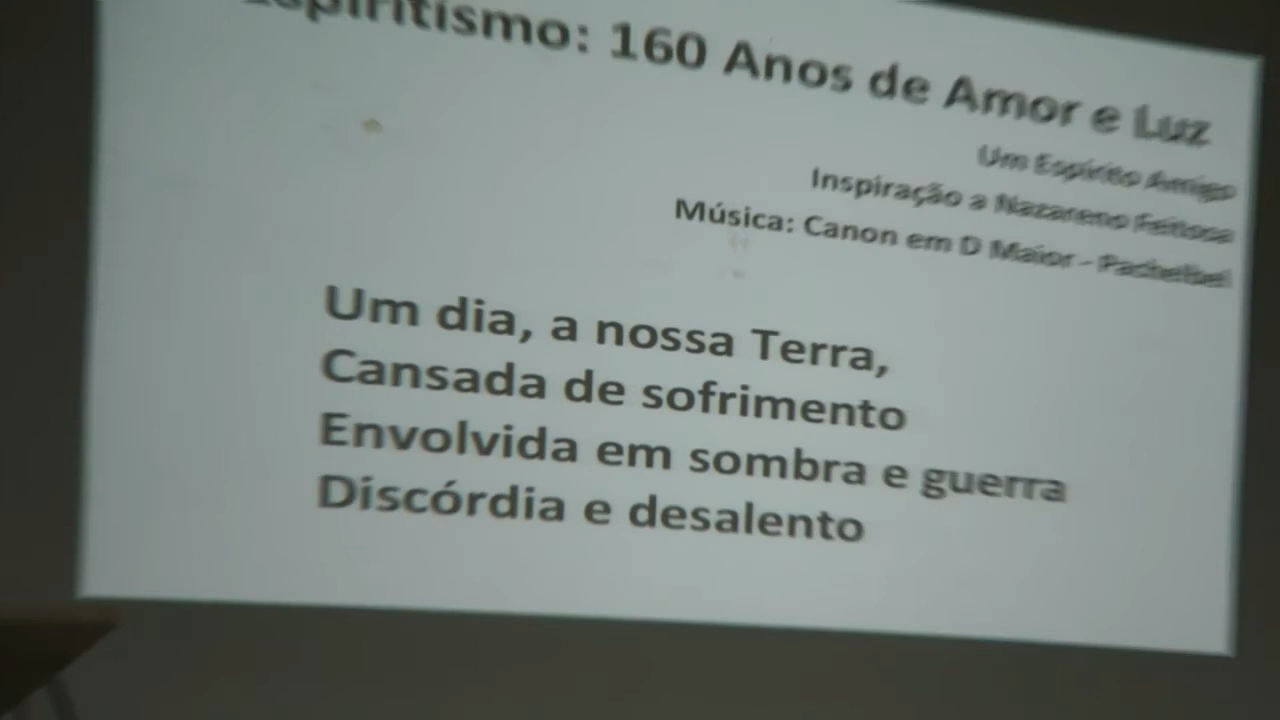 Espiritismo: 160 Anos de Amor e Luz
Um Espírito Amigo
Inspiração a Nazareno Feitosa
Música: Canon em D Maior - Pachelbel
Um dia, a nossa Terra,
Cansada de sofrimento
Envolvida em sombra e guerra
Discórdia e desalento